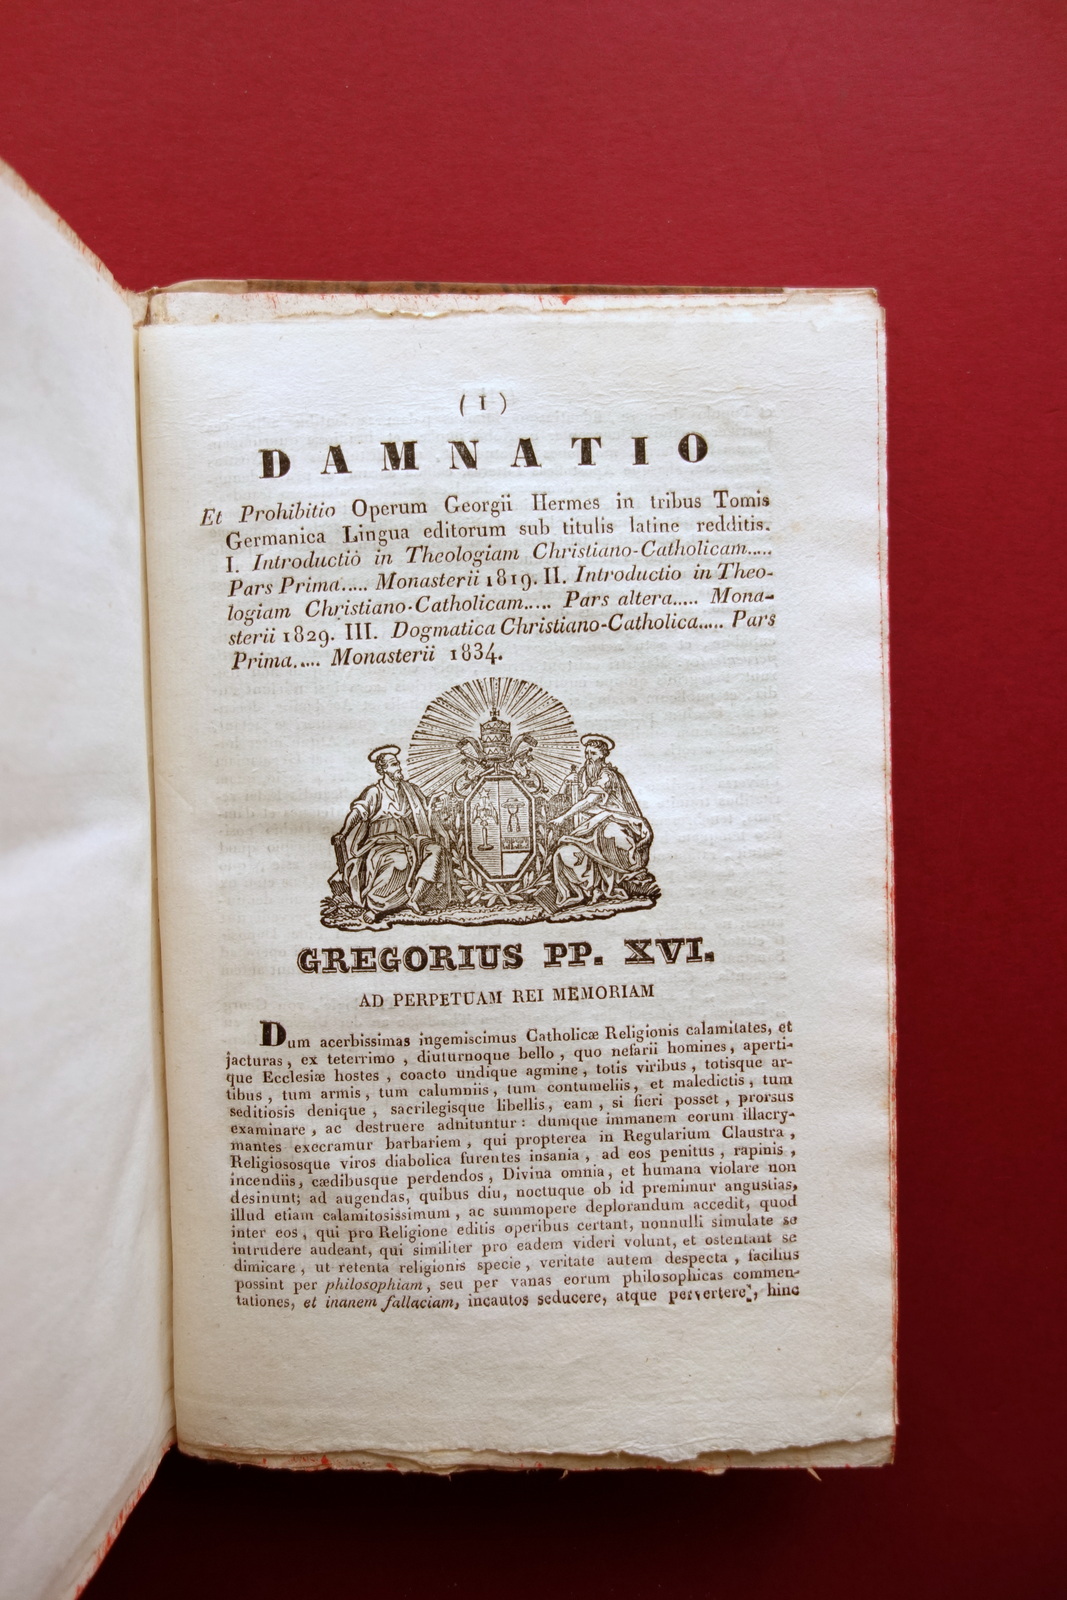 ( I )
DAMNATIO
Et Prohibitio Operum Georgii Hermes in tribus Tomis
Germanica Lingua editorum sub titulis latine redditis.
I. Introductiò in Theologiam Christiano-Catholicam.....
Pars Prima..... Monasterii 1819. II. Introductio in Theo-
logiam Christiano-Catholicam..... Pars altera..... Mona-
sterii 1829. III. Dogmatica Christiano-Catholica..... Pars
Prima..... Monasterii 1834.
GREGORIUS PP. XVI.
AD PERPETUAM REI MEMORIAM
Dum acerbissimas ingemiscimus Catholicæ Religionis calamitates, et
jacturas, ex teterrimo, diuturnoque bello, quo nefarii homines, aperti-
que Ecclesiæ hostes, coacto undique agmine, totis viribus, totisque ar-
tibus, tum armis, tum calumniis, tum contumeliis, et maledictis, tum
seditiosis denique, sacrilegisque libellis, eam, si fieri posset, prorsus
examinare, ac destruere adnituntur: dumque immanem eorum illacry-
mantes execramur barbariem, qui propterea in Regularium Claustra,
Religiososque viros diabolica furentes insania, ad eos penitus, rapinis,
incendiis, cædibusque perdendos, Divina omnia, et humana violare non
desinunt; ad augendas, quibus diu, noctuque ob id premimur angustias,
illud etiam calamitosissimum, ac summopere deplorandum accedit, quod
inter eos, qui pro Religione editis operibus certant, nonnulli simulate se
intrudere audeant, qui similiter pro eadem videri volunt, et ostentant se
dimicare, ut retenta religionis specie, veritate autem despecta, facilius
possint per philosophiam, seu per vanas eorum philosophicas commen-
tationes, et inanem fallaciam, incautos seducere, atque pervertere, hinc